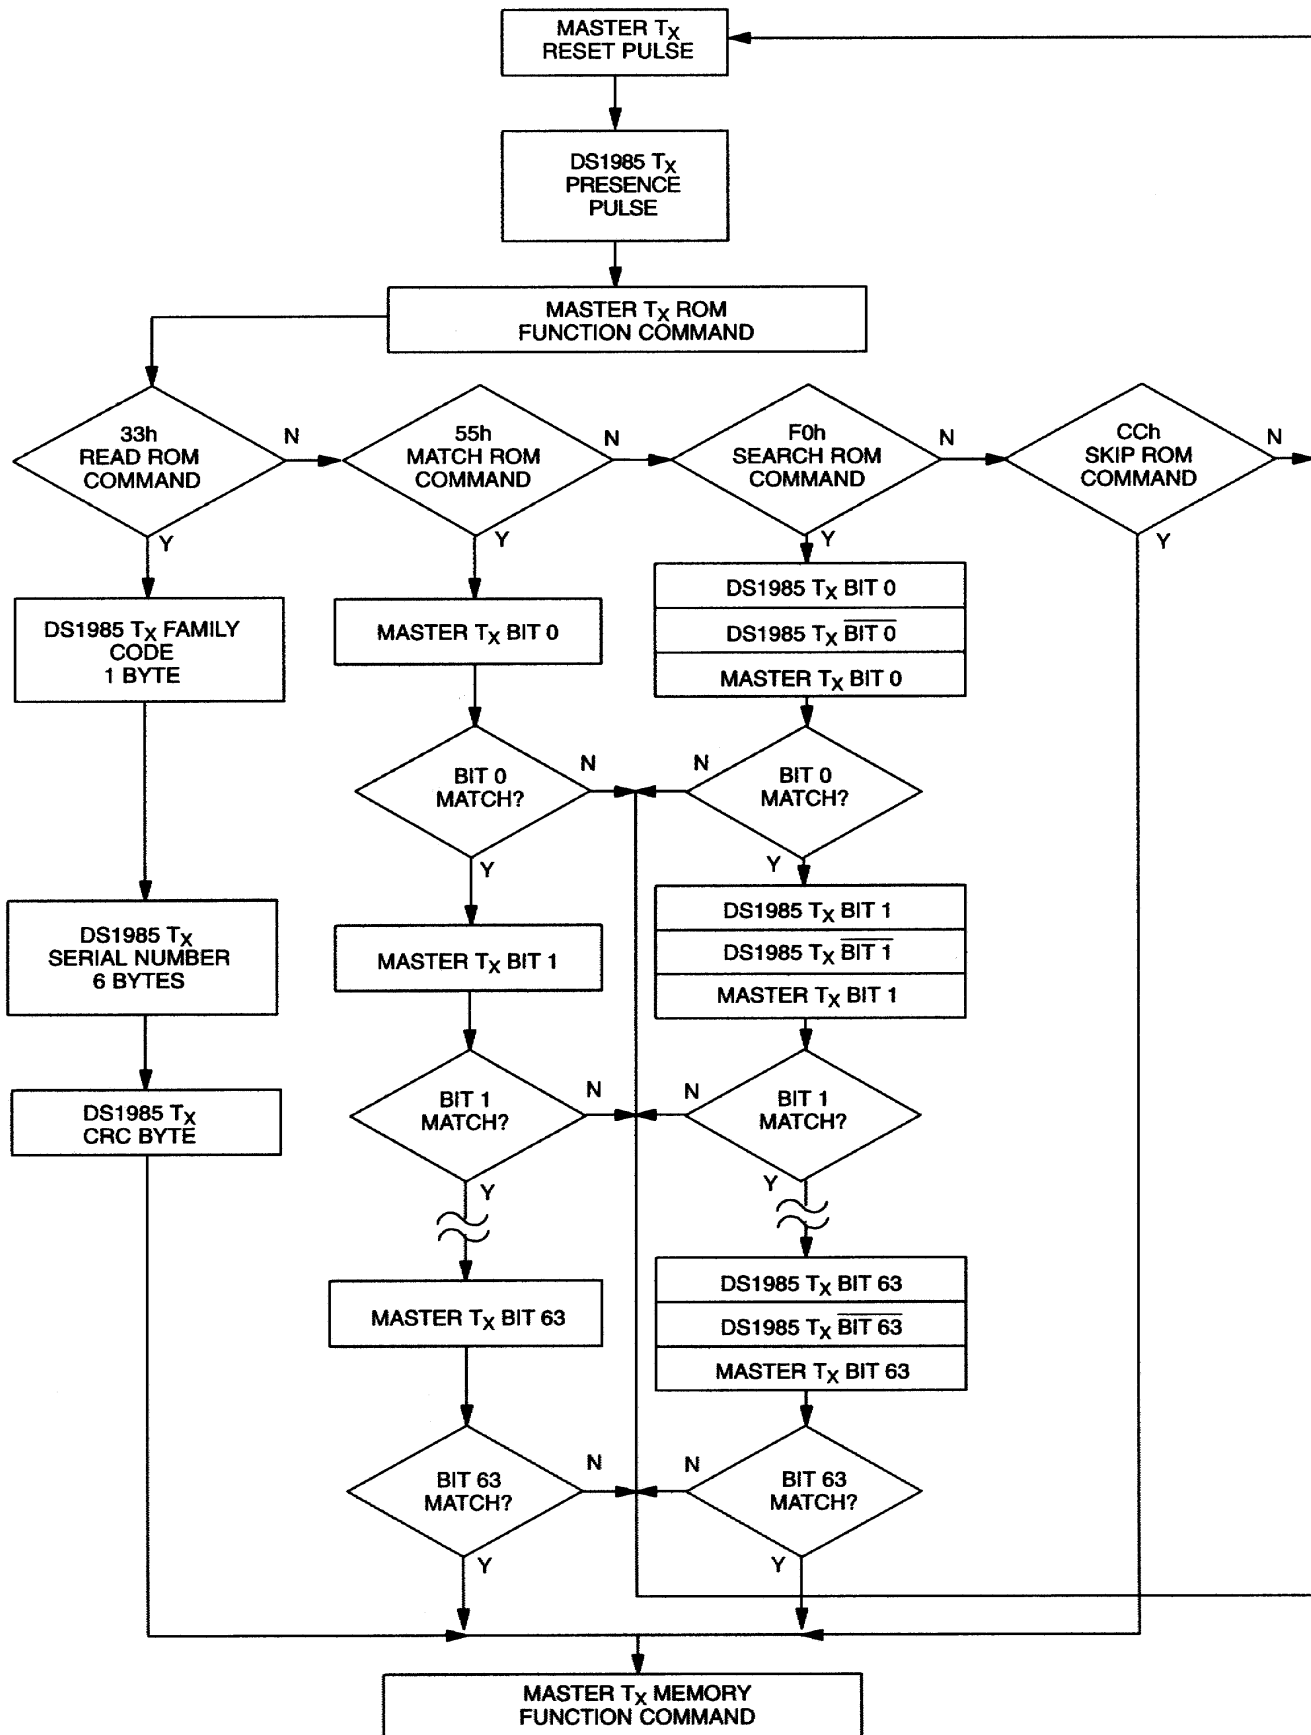 MASTER TX
RESET PULSE
DS1985 TX
PRESENCE
PULSE
MASTER TX ROM
FUNCTION COMMAND
33h
READ ROM
COMMAND
N
Y
55h
MATCH ROM
COMMAND
N
Y
F0h
SEARCH ROM
COMMAND
N
Y
CCh
SKIP ROM
COMMAND
N
Y
DS1985 TX FAMILY
CODE
1 BYTE
DS1985 TX
SERIAL NUMBER
6 BYTES
DS1985 TX
CRC BYTE
MASTER TX BIT 0
BIT 0
MATCH?
N
Y
MASTER TX BIT 1
BIT 1
MATCH?
N
Y
MASTER TX BIT 63
BIT 63
MATCH?
N
Y
DS1985 TX BIT 0
DS1985 TX BIT 0
MASTER TX BIT 0
BIT 0
MATCH?
N
Y
DS1985 TX BIT 1
DS1985 TX BIT 1
MASTER TX BIT 1
BIT 1
MATCH?
N
Y
DS1985 TX BIT 63
DS1985 TX BIT 63
MASTER TX BIT 63
BIT 63
MATCH?
N
Y
MASTER TX MEMORY
FUNCTION COMMAND